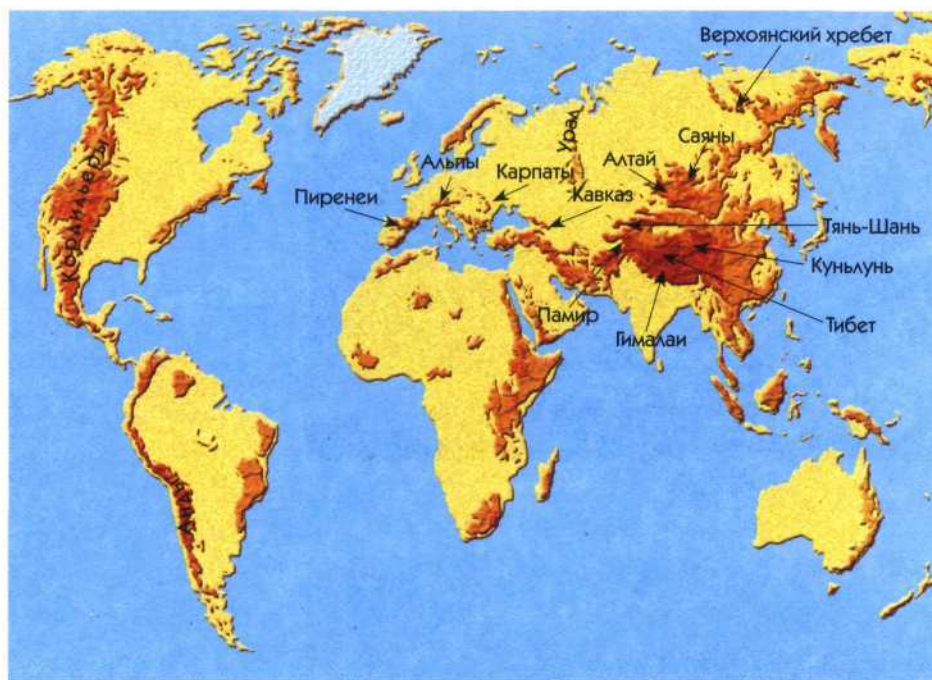 Верхоянский хребет
Урал
Саяны
Альпы
Алтай
Карпаты
Пиренеи
Кавказ
Кордильеры
Тянь-Шань
Куньлунь
Памир
Тибет
Гималаи
Анды